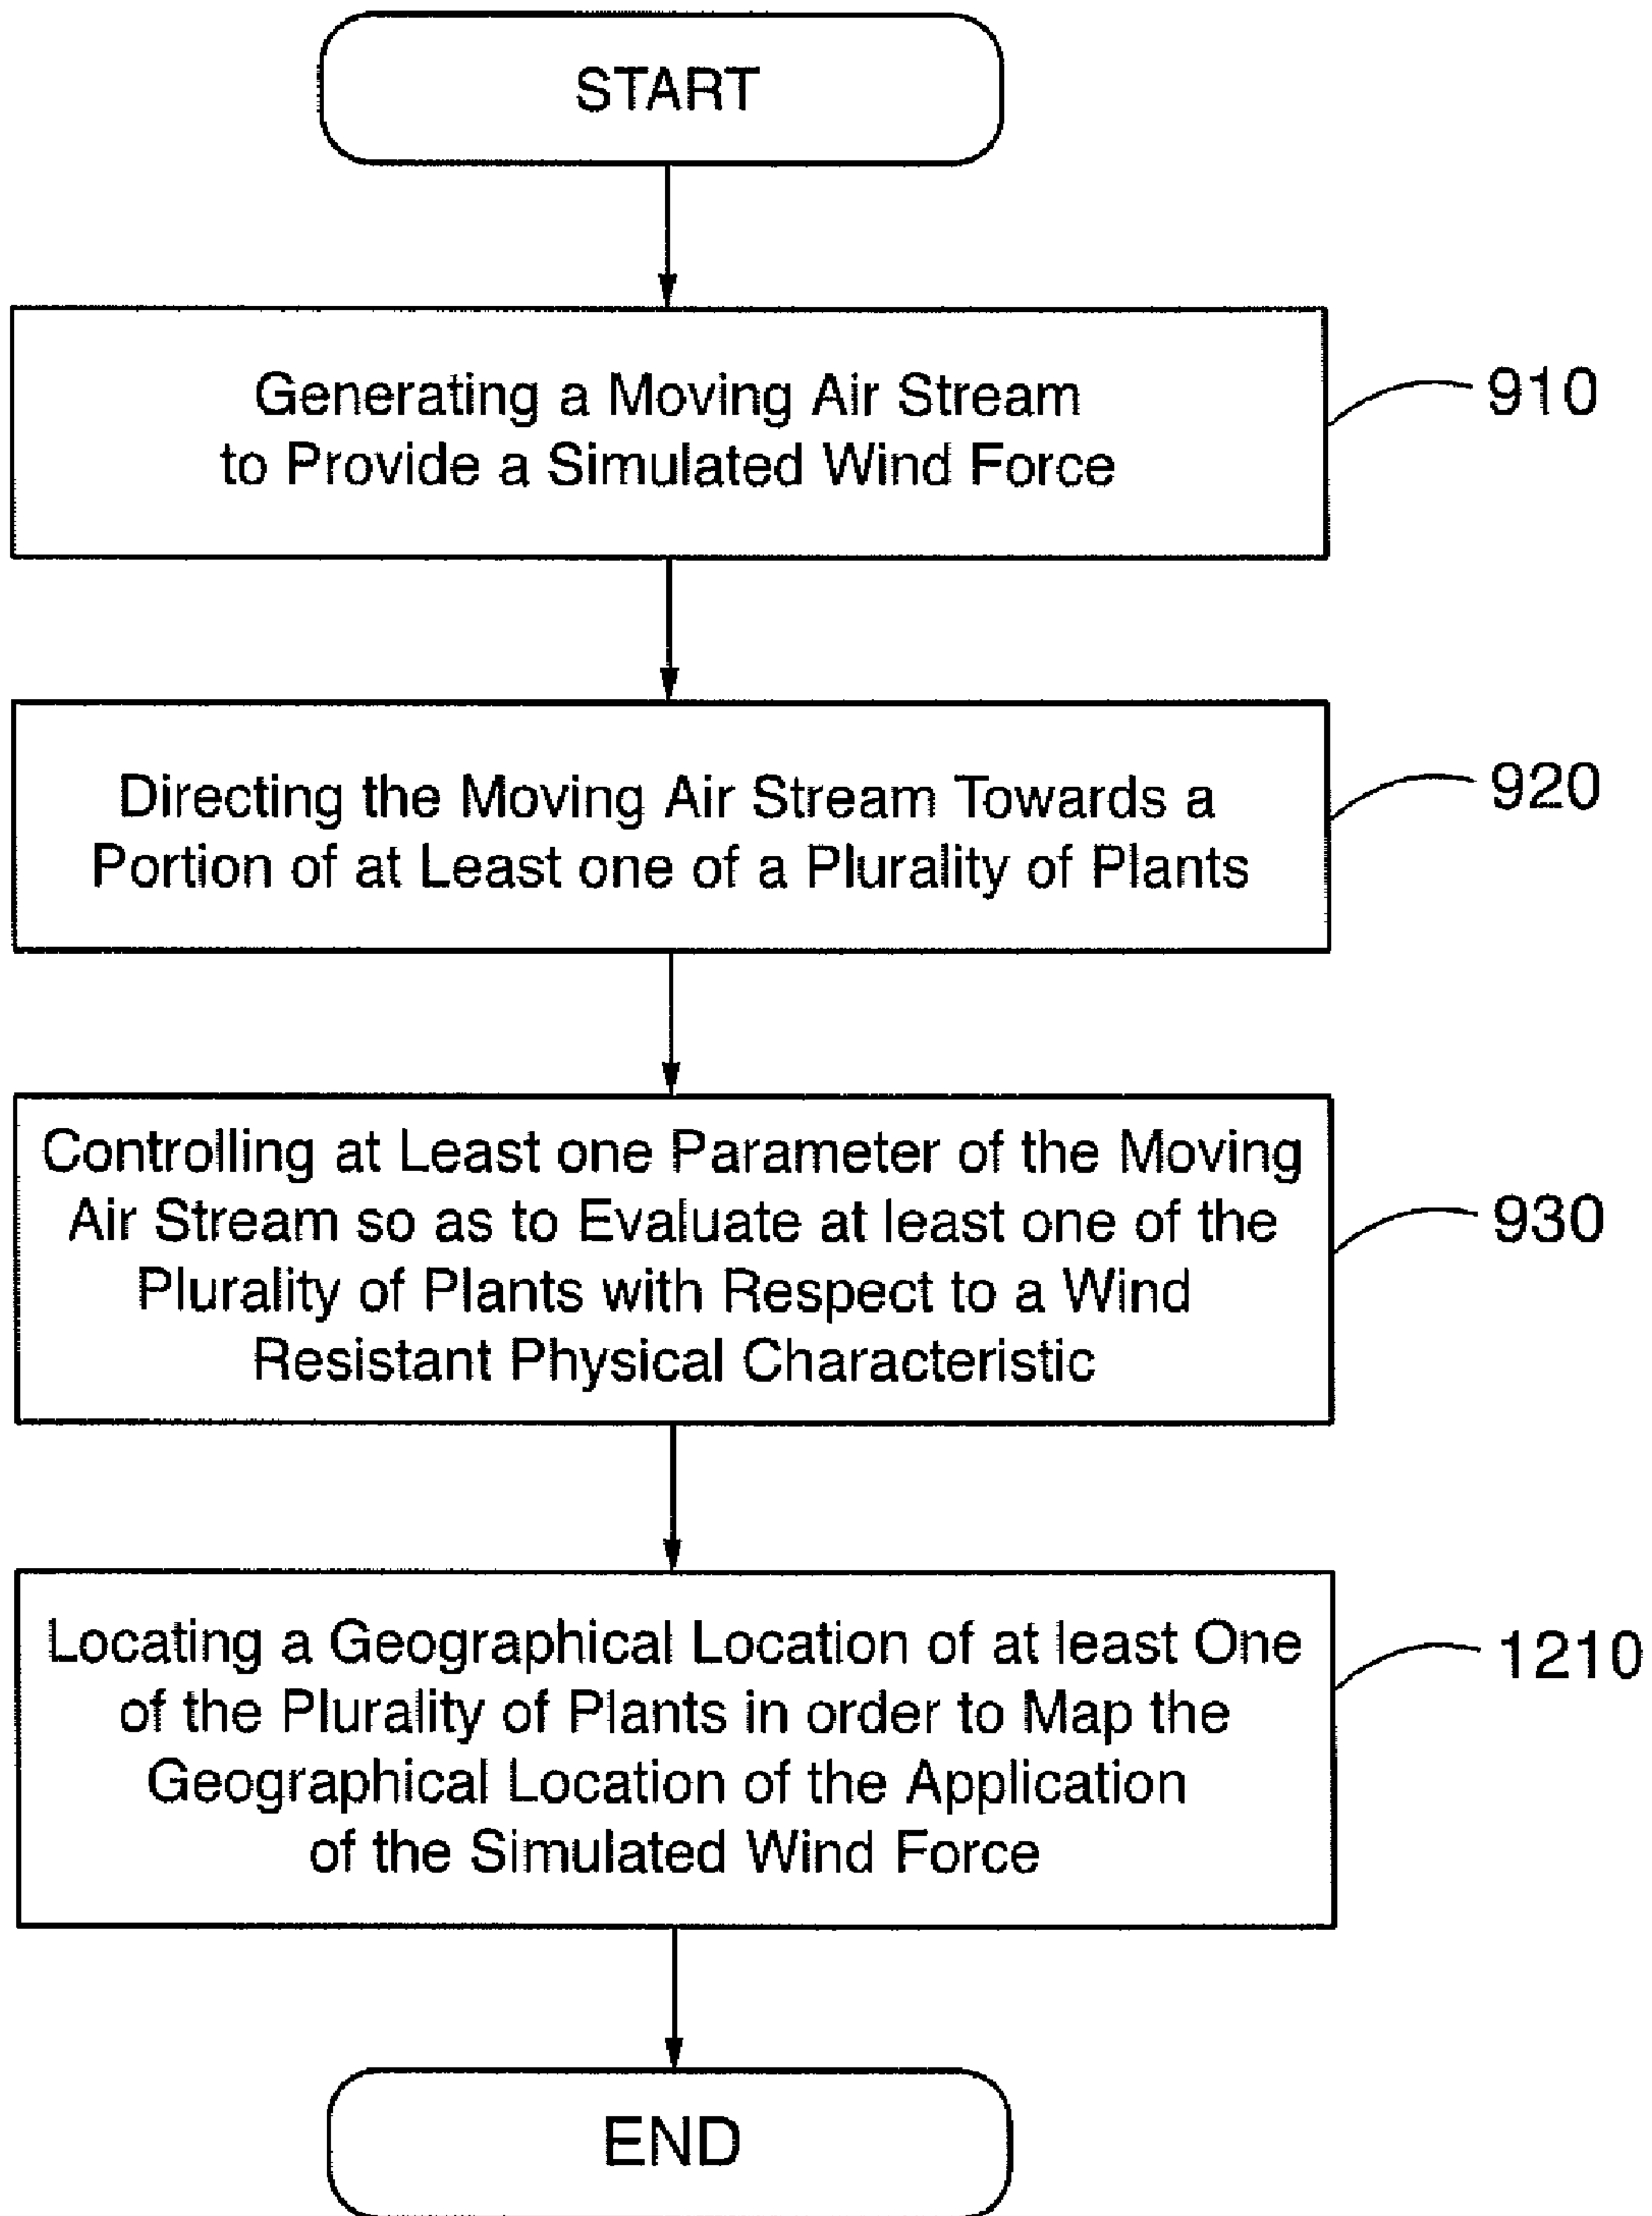 START
Generating a Moving Air Stream
to Provide a Simulated Wind Force
910
Directing the Moving Air Stream Towards a
Portion of at Least one of a Plurality of Plants
920
Controlling at Least one Parameter of the Moving
Air Stream so as to Evaluate at least one of the
Plurality of Plants with Respect to a Wind
Resistant Physical Characteristic
930
Locating a Geographical Location of at least One
of the Plurality of Plants in order to Map the
Geographical Location of the Application
of the Simulated Wind Force
1210
END